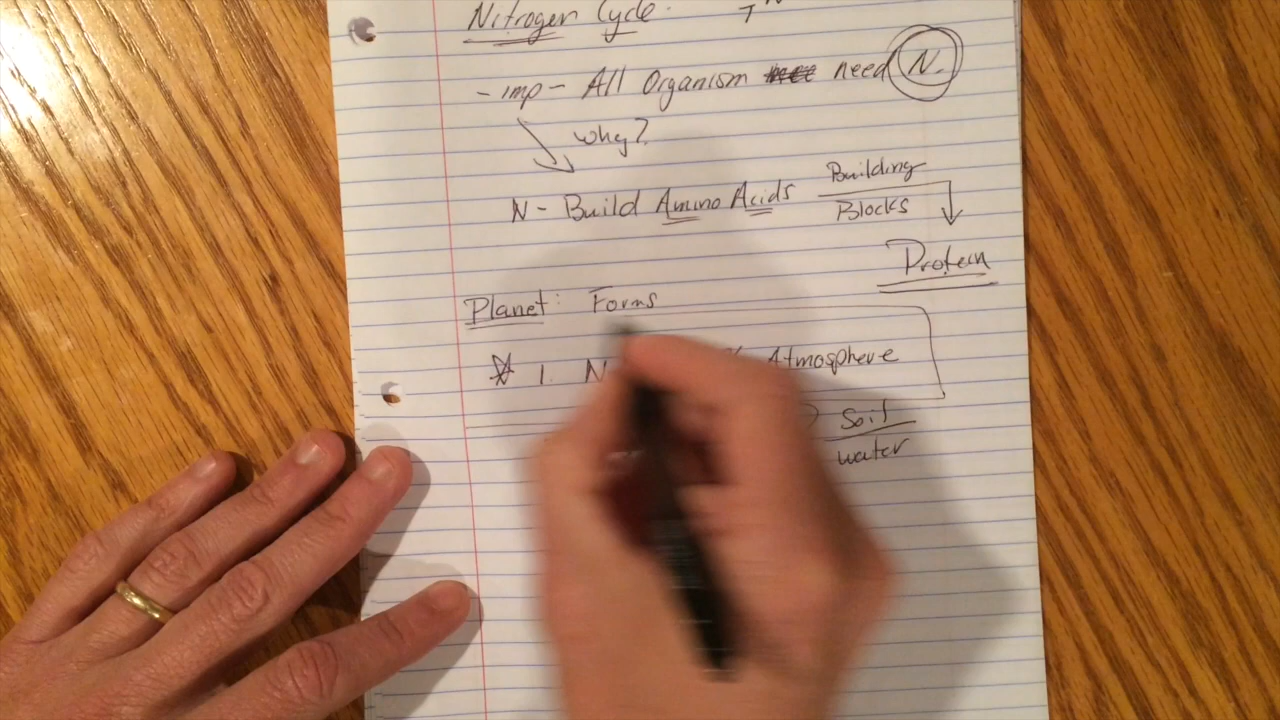 Nitrogen Cycle.
- imp - All Organism need N.
why?
N - Build Amino Acids Building Blocks
Protein
Planet: Forms
1. N Atmosphere
Soil
water